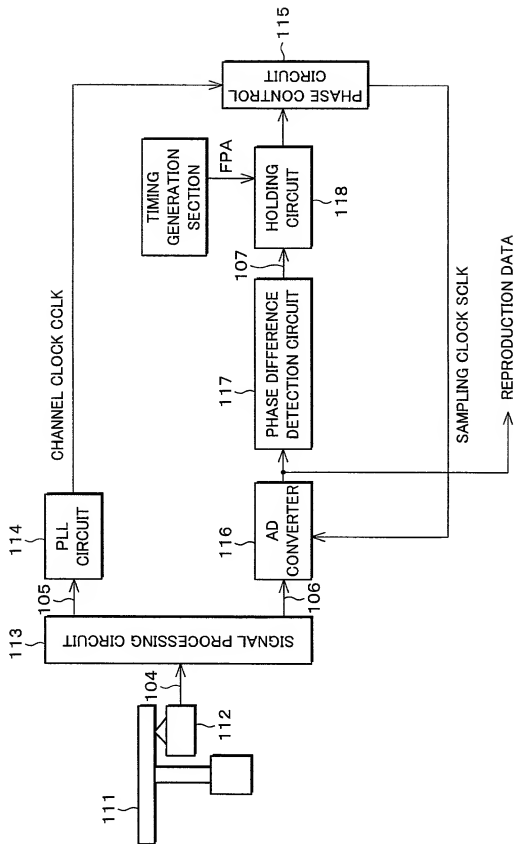 111
112
104
113
SIGNAL PROCESSING CIRCUIT
105
106
114
PLL
CIRCUIT
CHANNEL CLOCK CCLK
116
AD
CONVERTER
117
PHASE DIFFERENCE
DETECTION CIRCUIT
107
TIMING
GENERATION
SECTION
FPA
HOLDING
CIRCUIT
118
115
PHASE CONTROL
CIRCUIT
SAMPLING CLOCK SCLK
REPRODUCTION DATA